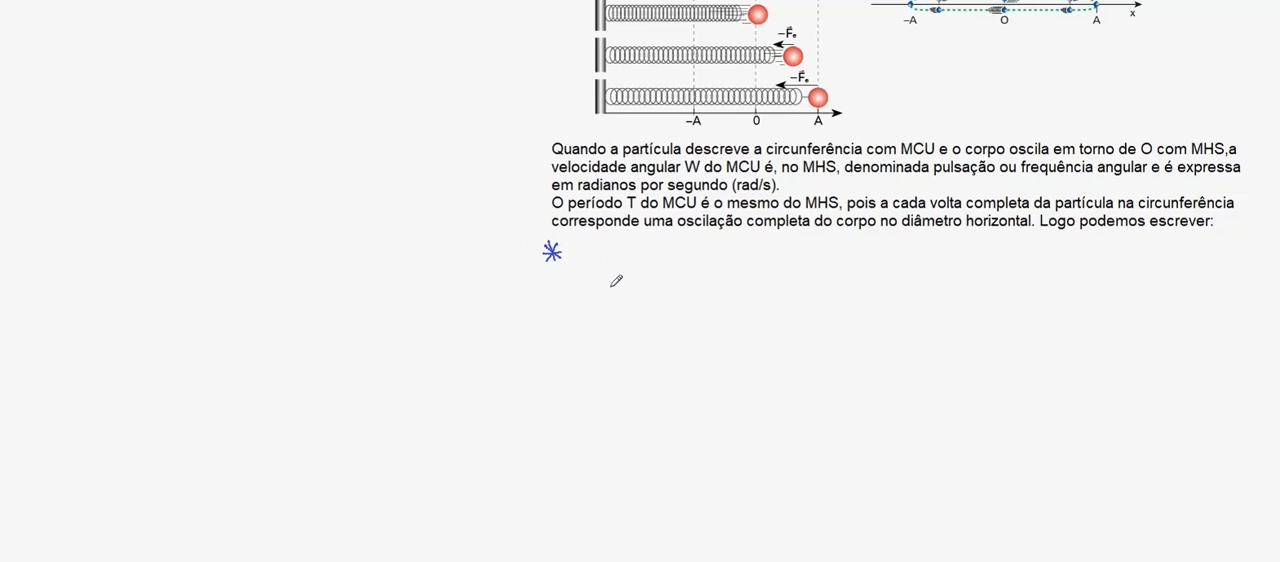 −A O A x
−F⃗ₑ
−F⃗ₑ
−A 0 A
Quando a partícula descreve a circunferência com MCU e o corpo oscila em torno de O com MHS,a
velocidade angular W do MCU é, no MHS, denominada pulsação ou frequência angular e é expressa
em radianos por segundo (rad/s).
O período T do MCU é o mesmo do MHS, pois a cada volta completa da partícula na circunferência
corresponde uma oscilação completa do corpo no diâmetro horizontal. Logo podemos escrever: